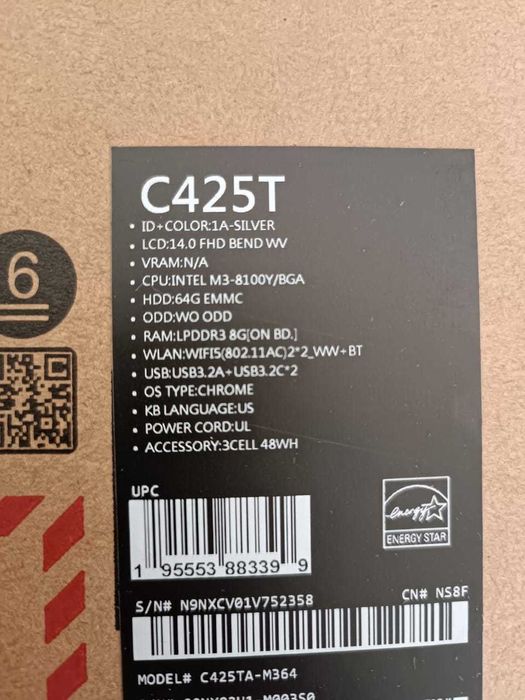 C425T
• ID+COLOR:1A-SILVER
• LCD:14.0 FHD BEND WV
• VRAM:N/A
• CPU:INTEL M3-8100Y/BGA
• HDD:64G EMMC
• ODD:WO ODD
• RAM:LPDDR3 8G[ON BD.]
• WLAN:WIFI5(802.11AC)2*2_WW+BT
• USB:USB3.2A+USB3.2C*2
• OS TYPE:CHROME
• KB LANGUAGE:US
• POWER CORD:UL
• ACCESSORY:3CELL 48WH
6
UPC
1 95553 88339 9
energy
ENERGY STAR
S/N# N9NXCV01V752358 CN# NS8F
MODEL# C425TA-M364